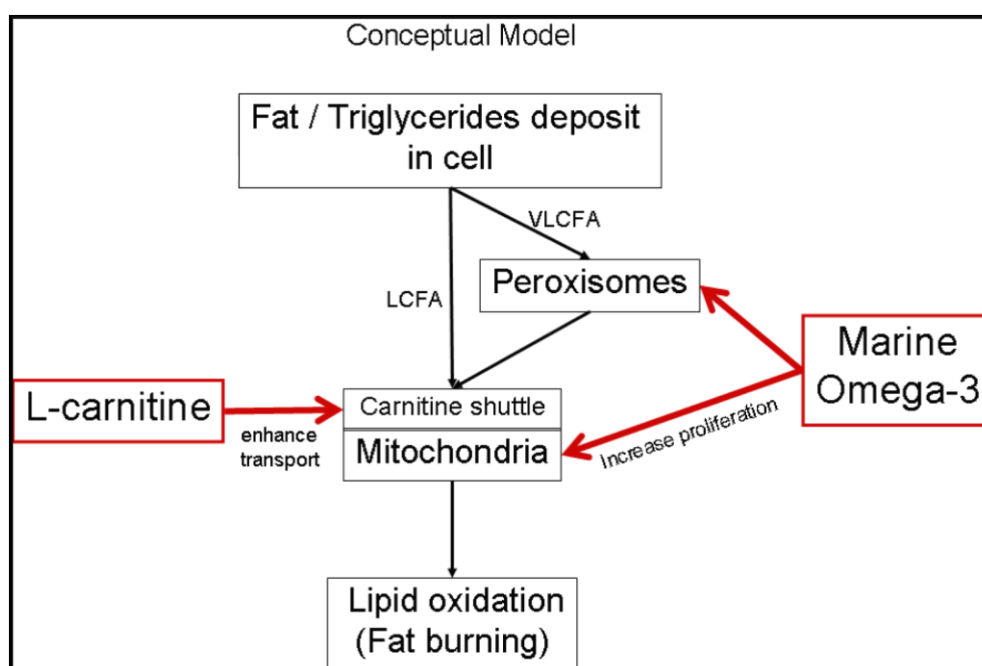 Conceptual Model
Fat / Triglycerides deposit
in cell
VLCFA
LCFA
Peroxisomes
Marine
Omega-3
L-carnitine
enhance
transport
Carnitine shuttle
Mitochondria
Increase proliferation
Lipid oxidation
(Fat burning)